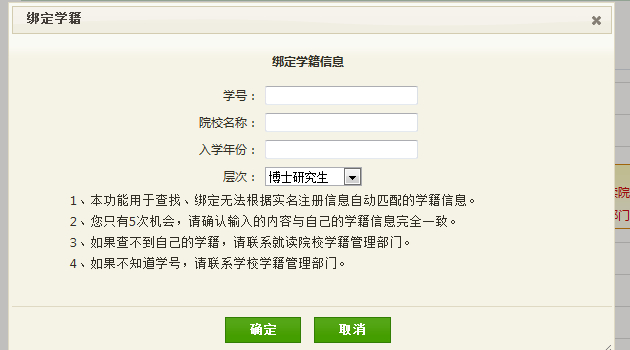 绑定学籍
绑定学籍信息
学号：
院校名称：
入学年份：
层次： 博士研究生
1、本功能用于查找、绑定无法根据实名注册信息自动匹配的学籍信息。
2、您只有5次机会，请确认输入的内容与自己的学籍信息完全一致。
3、如果查不到自己的学籍，请联系就读院校学籍管理部门。
4、如果不知道学号，请联系学校学籍管理部门。
院
部门
确定 取消